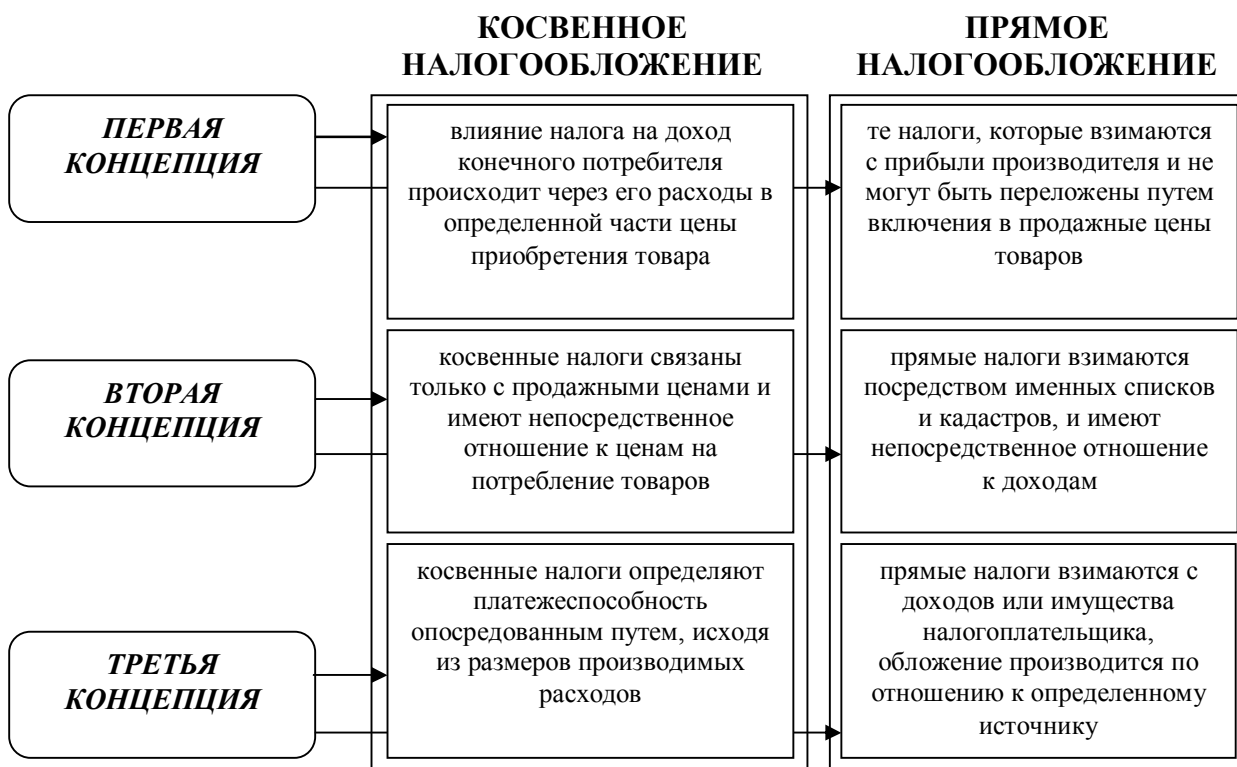 КОСВЕННОЕ
НАЛОГООБЛОЖЕНИЕ
ПРЯМОЕ
НАЛОГООБЛОЖЕНИЕ
ПЕРВАЯ
КОНЦЕПЦИЯ
влияние налога на доход
конечного потребителя
происходит через его расходы в
определенной части цены
приобретения товара
те налоги, которые взимаются
с прибыли производителя и не
могут быть переложены путем
включения в продажные цены
товаров
ВТОРАЯ
КОНЦЕПЦИЯ
косвенные налоги связаны
только с продажными ценами и
имеют непосредственное
отношение к ценам на
потребление товаров
прямые налоги взимаются
посредством именных списков
и кадастров, и имеют
непосредственное отношение
к доходам
ТРЕТЬЯ
КОНЦЕПЦИЯ
косвенные налоги определяют
платежеспособность
опосредованным путем, исходя
из размеров производимых
расходов
прямые налоги взимаются с
доходов или имущества
налогоплательщика,
обложение производится по
отношению к определенному
источнику